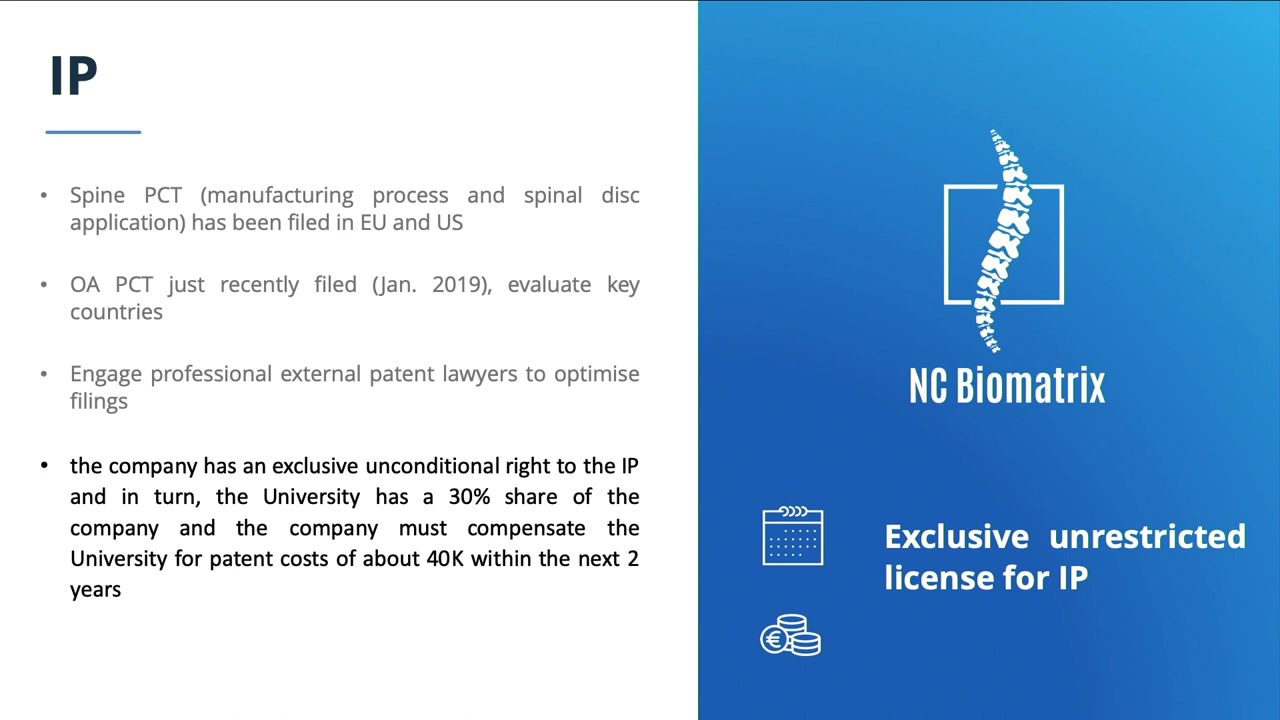 IP
• Spine PCT (manufacturing process and spinal disc
application) has been filed in EU and US
• OA PCT just recently filed (Jan. 2019), evaluate key
countries
• Engage professional external patent lawyers to optimise
filings
• the company has an exclusive unconditional right to the IP
and in turn, the University has a 30% share of the
company and the company must compensate the
University for patent costs of about 40K within the next 2
years
NC Biomatrix
Exclusive unrestricted
license for IP
€